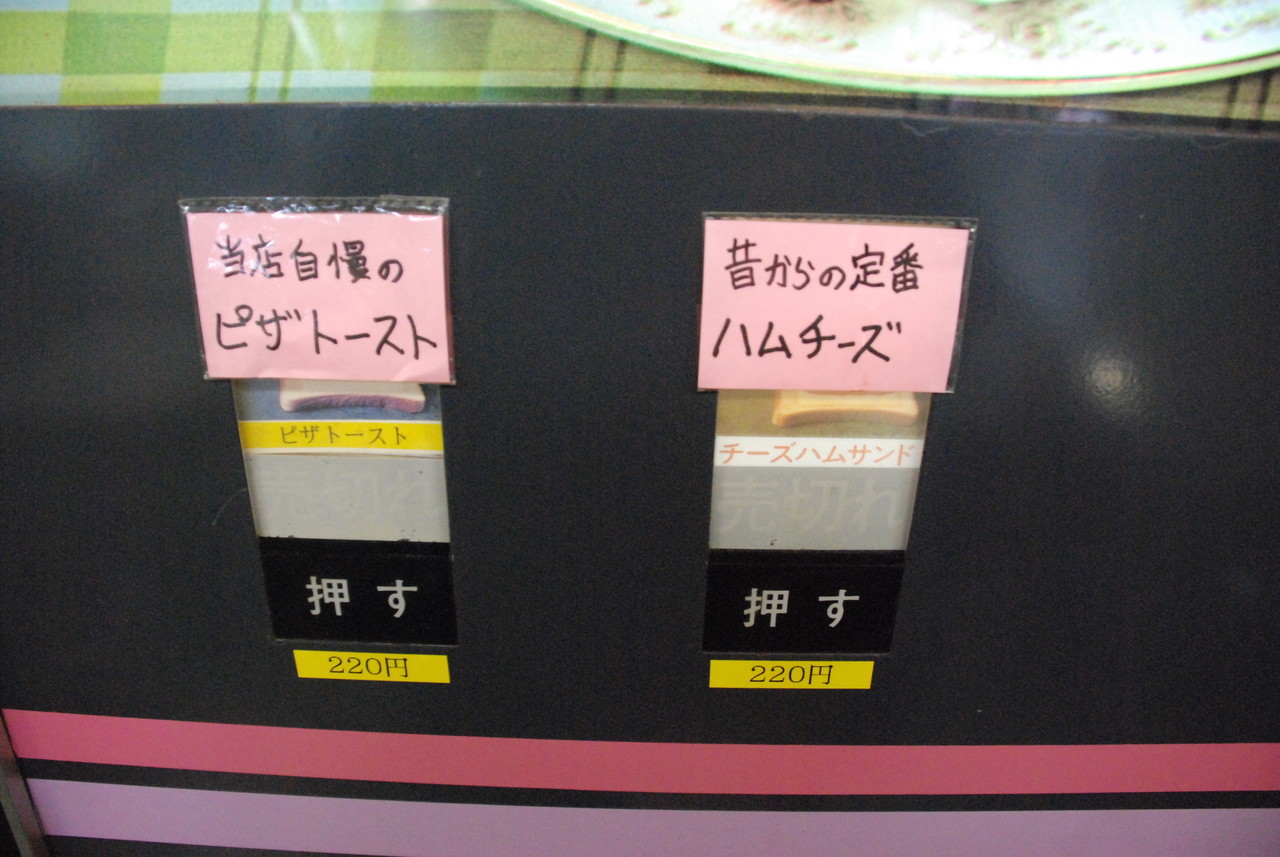 当店自慢の
ピザトースト
ピザトースト
売切れ
押す
220円
昔からの定番
ハムチーズ
チーズハムサンド
売切れ
押す
220円